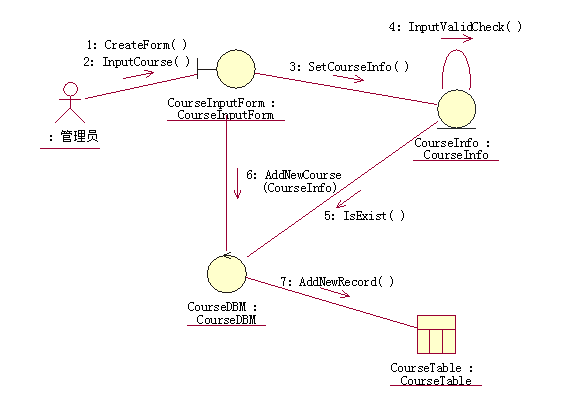 4: InputValidCheck( )
1: CreateForm( )
2: InputCourse( )
3: SetCourseInfo( )
CourseInputForm :
CourseInputForm
: 管理员
CourseInfo :
CourseInfo
6: AddNewCourse
(CourseInfo)
5: IsExist( )
7: AddNewRecord( )
CourseDBM :
CourseDBM
CourseTable :
CourseTable